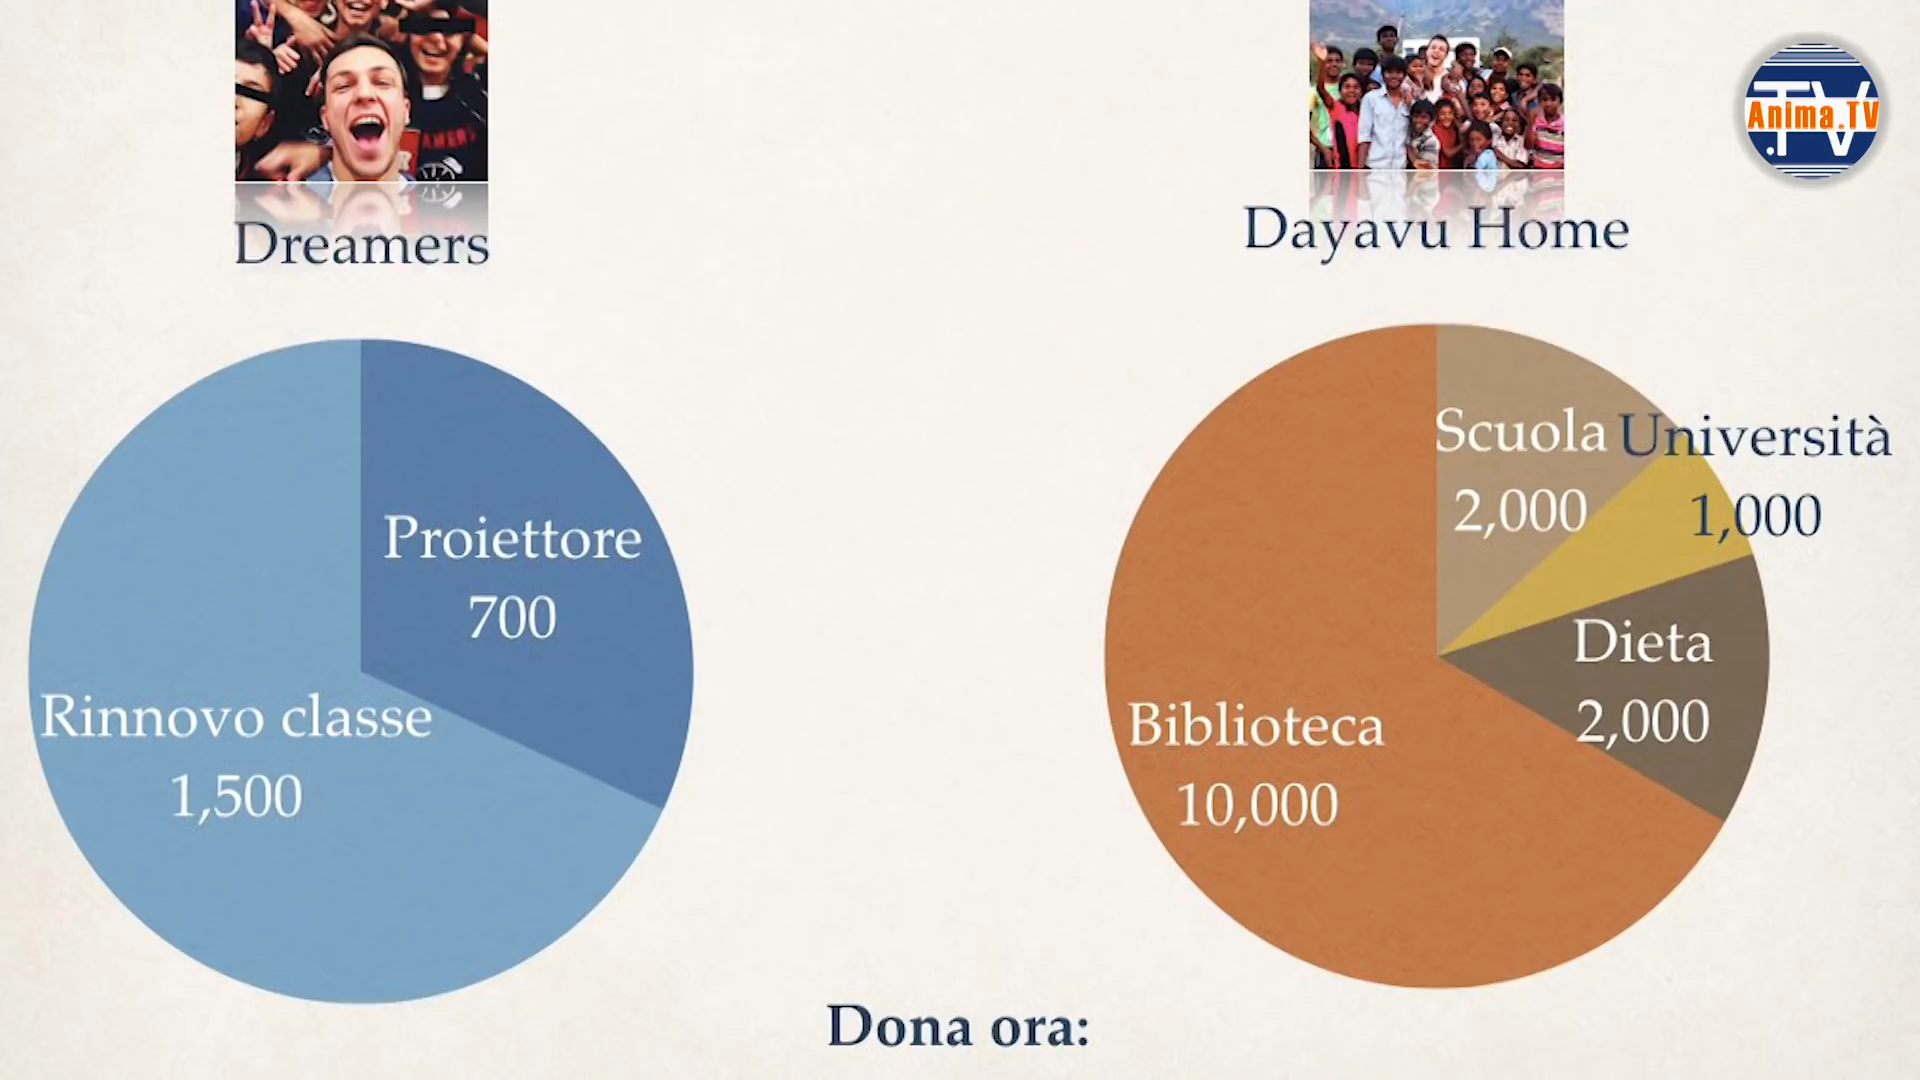 Anima.TV
Dreamers
Dayavu Home
Proiettore
700
Rinnovo classe
1,500
Scuola
2,000
Università
1,000
Dieta
2,000
Biblioteca
10,000
Dona ora: